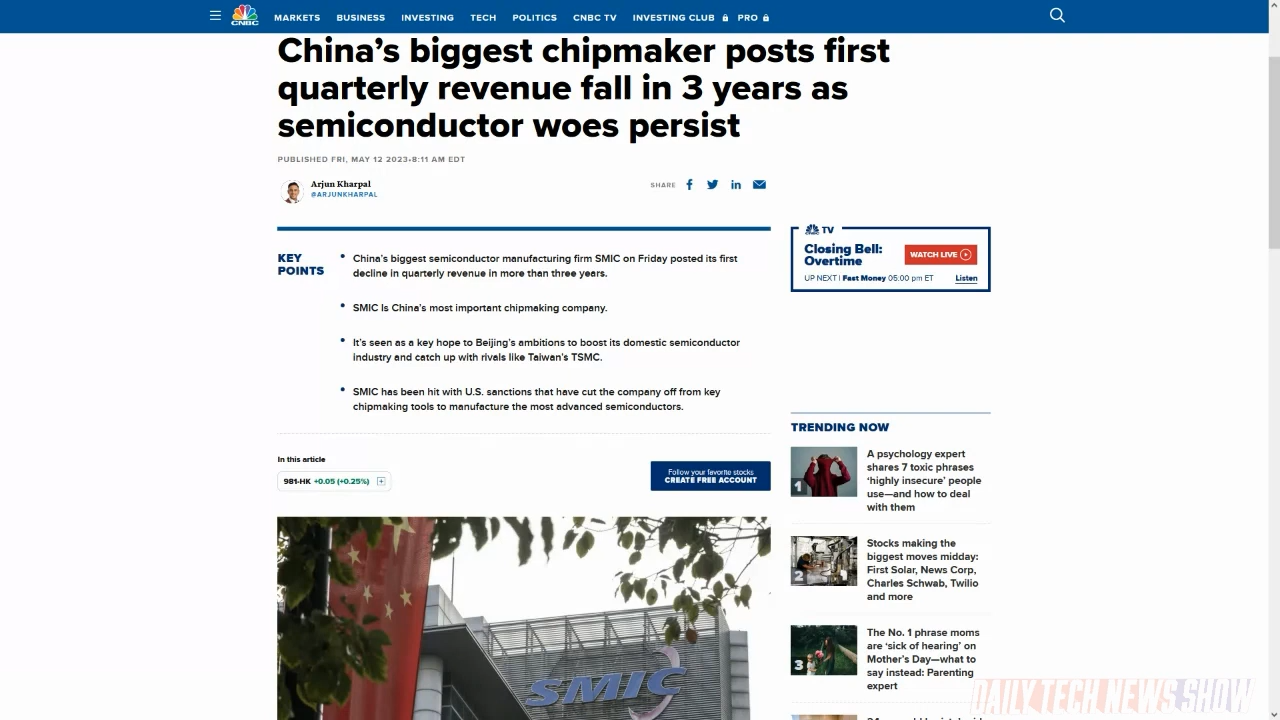 CNBC
MARKETS BUSINESS INVESTING TECH POLITICS CNBC TV INVESTING CLUB PRO
China’s biggest chipmaker posts first
quarterly revenue fall in 3 years as
semiconductor woes persist
PUBLISHED FRI, MAY 12 2023•8:11 AM EDT
Arjun Kharpal
@ARJUNKHARPAL
SHARE
KEY
POINTS
• China’s biggest semiconductor manufacturing firm SMIC on Friday posted its first
decline in quarterly revenue in more than three years.
• SMIC Is China’s most important chipmaking company.
• It’s seen as a key hope to Beijing’s ambitions to boost its domestic semiconductor
industry and catch up with rivals like Taiwan’s TSMC.
• SMIC has been hit with U.S. sanctions that have cut the company off from key
chipmaking tools to manufacture the most advanced semiconductors.
In this article
981-HK +0.05 (+0.25%)
Follow your favorite stocks
CREATE FREE ACCOUNT
SMIC
TV
Closing Bell:
Overtime
WATCH LIVE
UP NEXT | Fast Money 05:00 pm ET
Listen
TRENDING NOW
1
A psychology expert
shares 7 toxic phrases
‘highly insecure’ people
use—and how to deal
with them
2
Stocks making the
biggest moves midday:
First Solar, News Corp,
Charles Schwab, Twilio
and more
3
The No. 1 phrase moms
are ‘sick of hearing’ on
Mother’s Day—what to
say instead: Parenting
expert
DAILY TECH NEWS SHOW